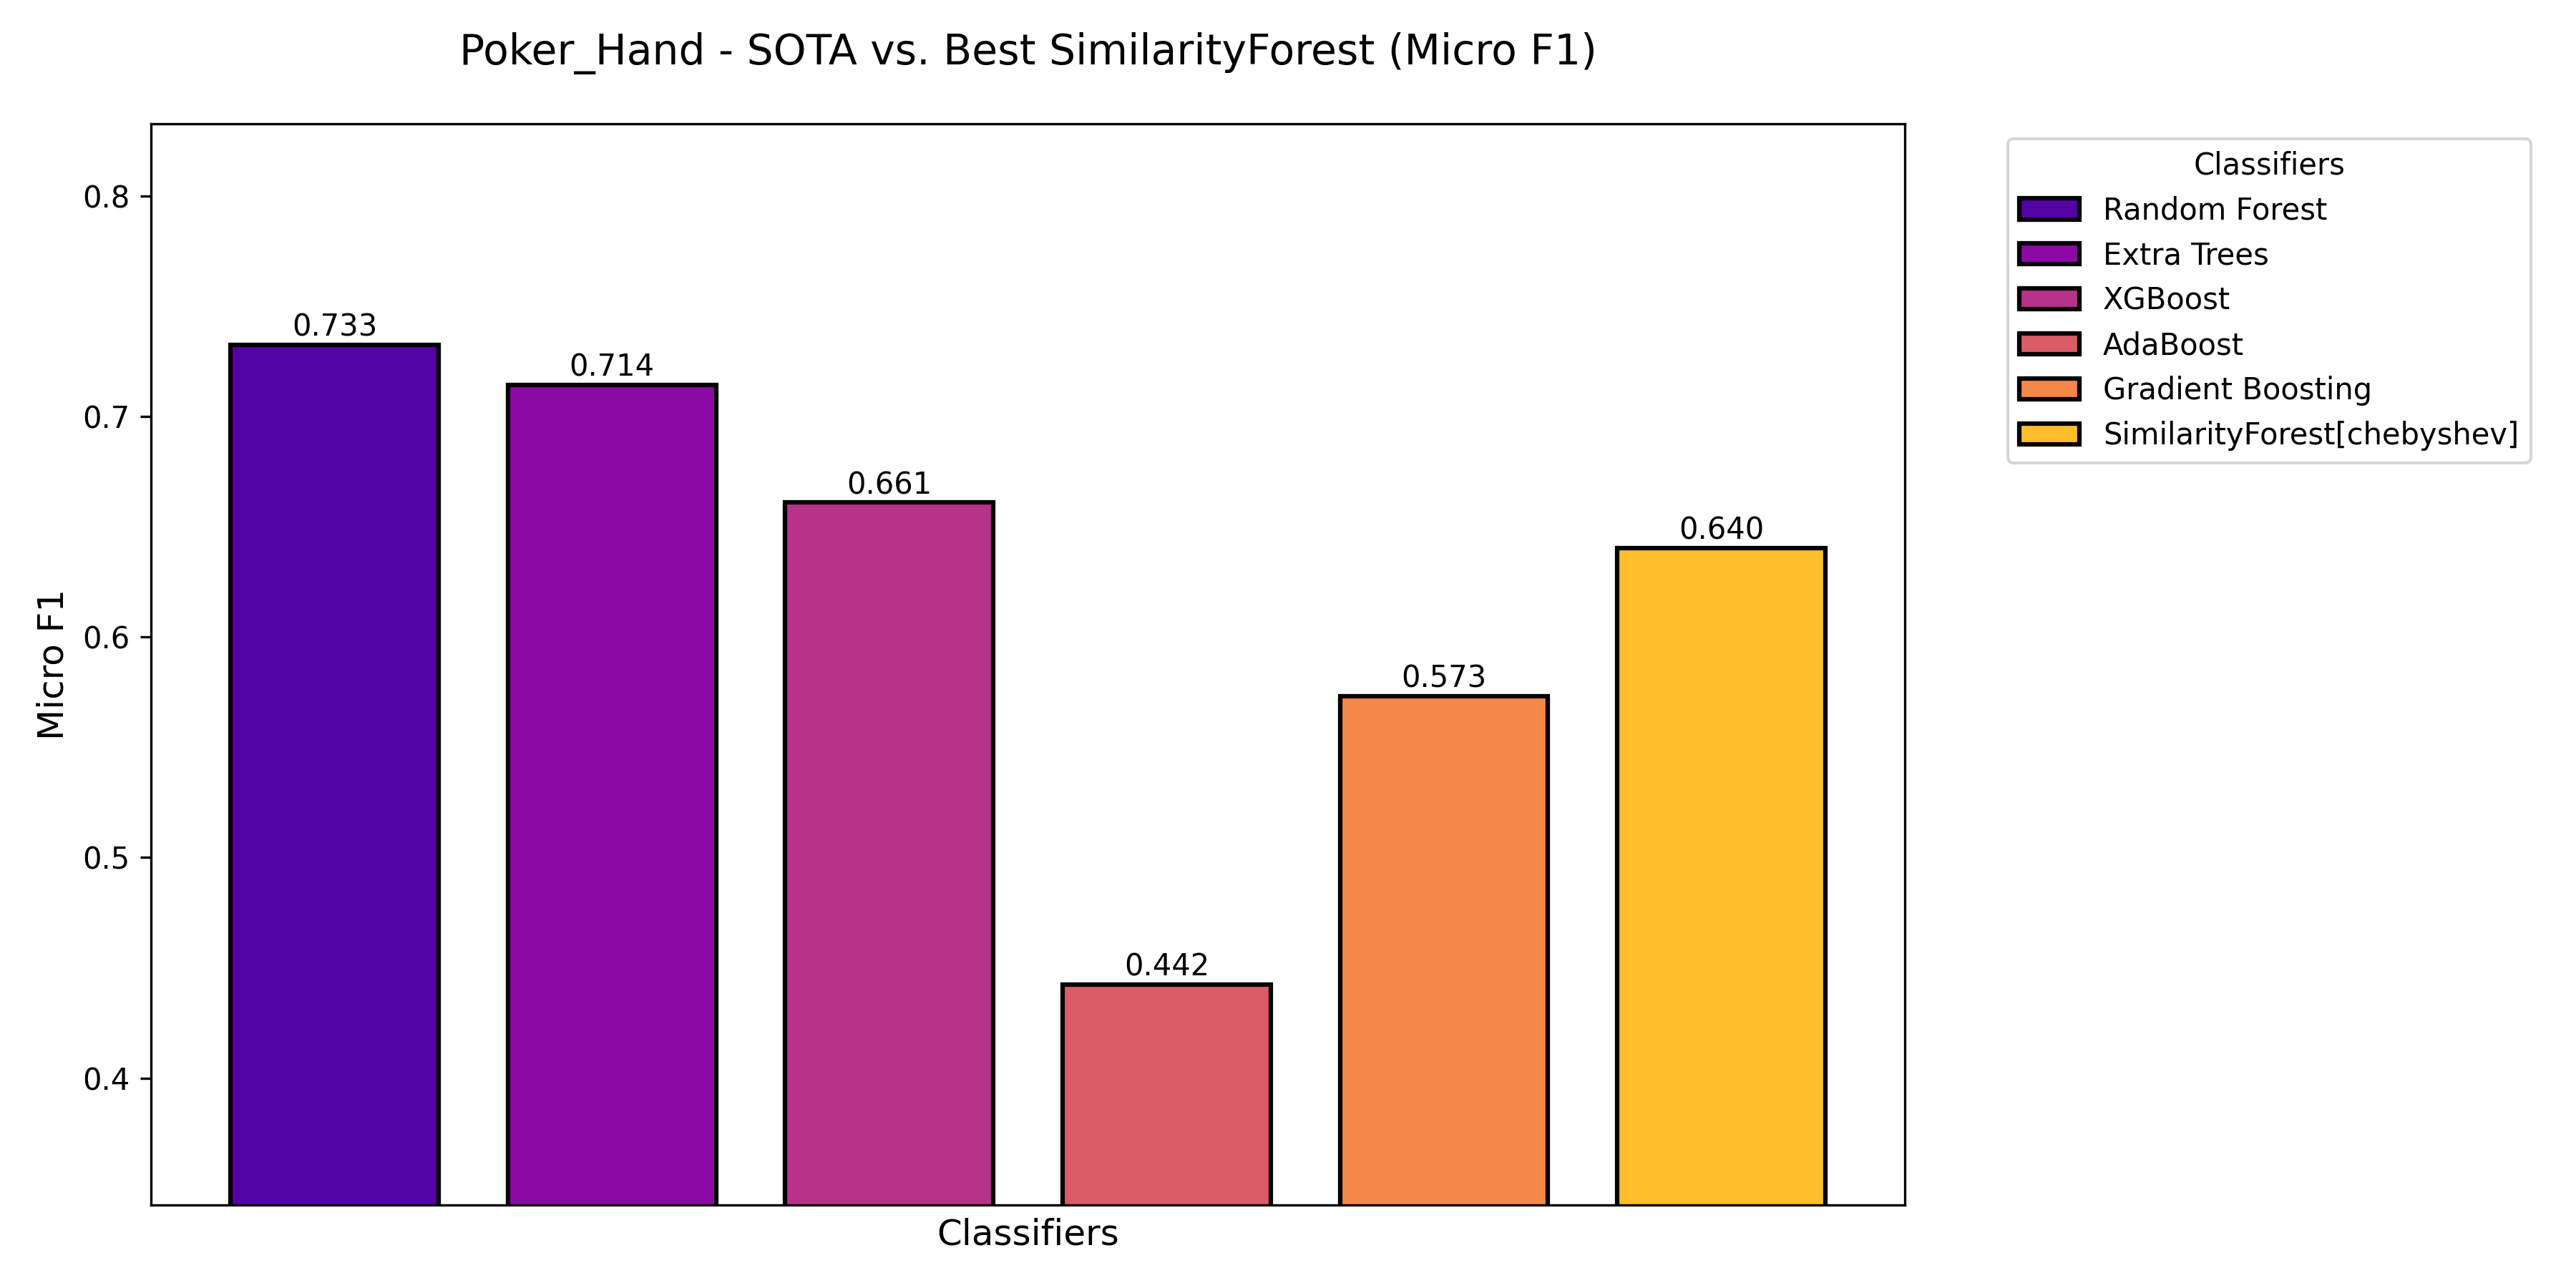 Poker_Hand - SOTA vs. Best SimilarityForest (Micro F1)
Micro F1
0.8
0.7
0.6
0.5
0.4
0.733
0.714
0.661
0.442
0.573
0.640
Classifiers
Classifiers
Random Forest
Extra Trees
XGBoost
AdaBoost
Gradient Boosting
SimilarityForest[chebyshev]